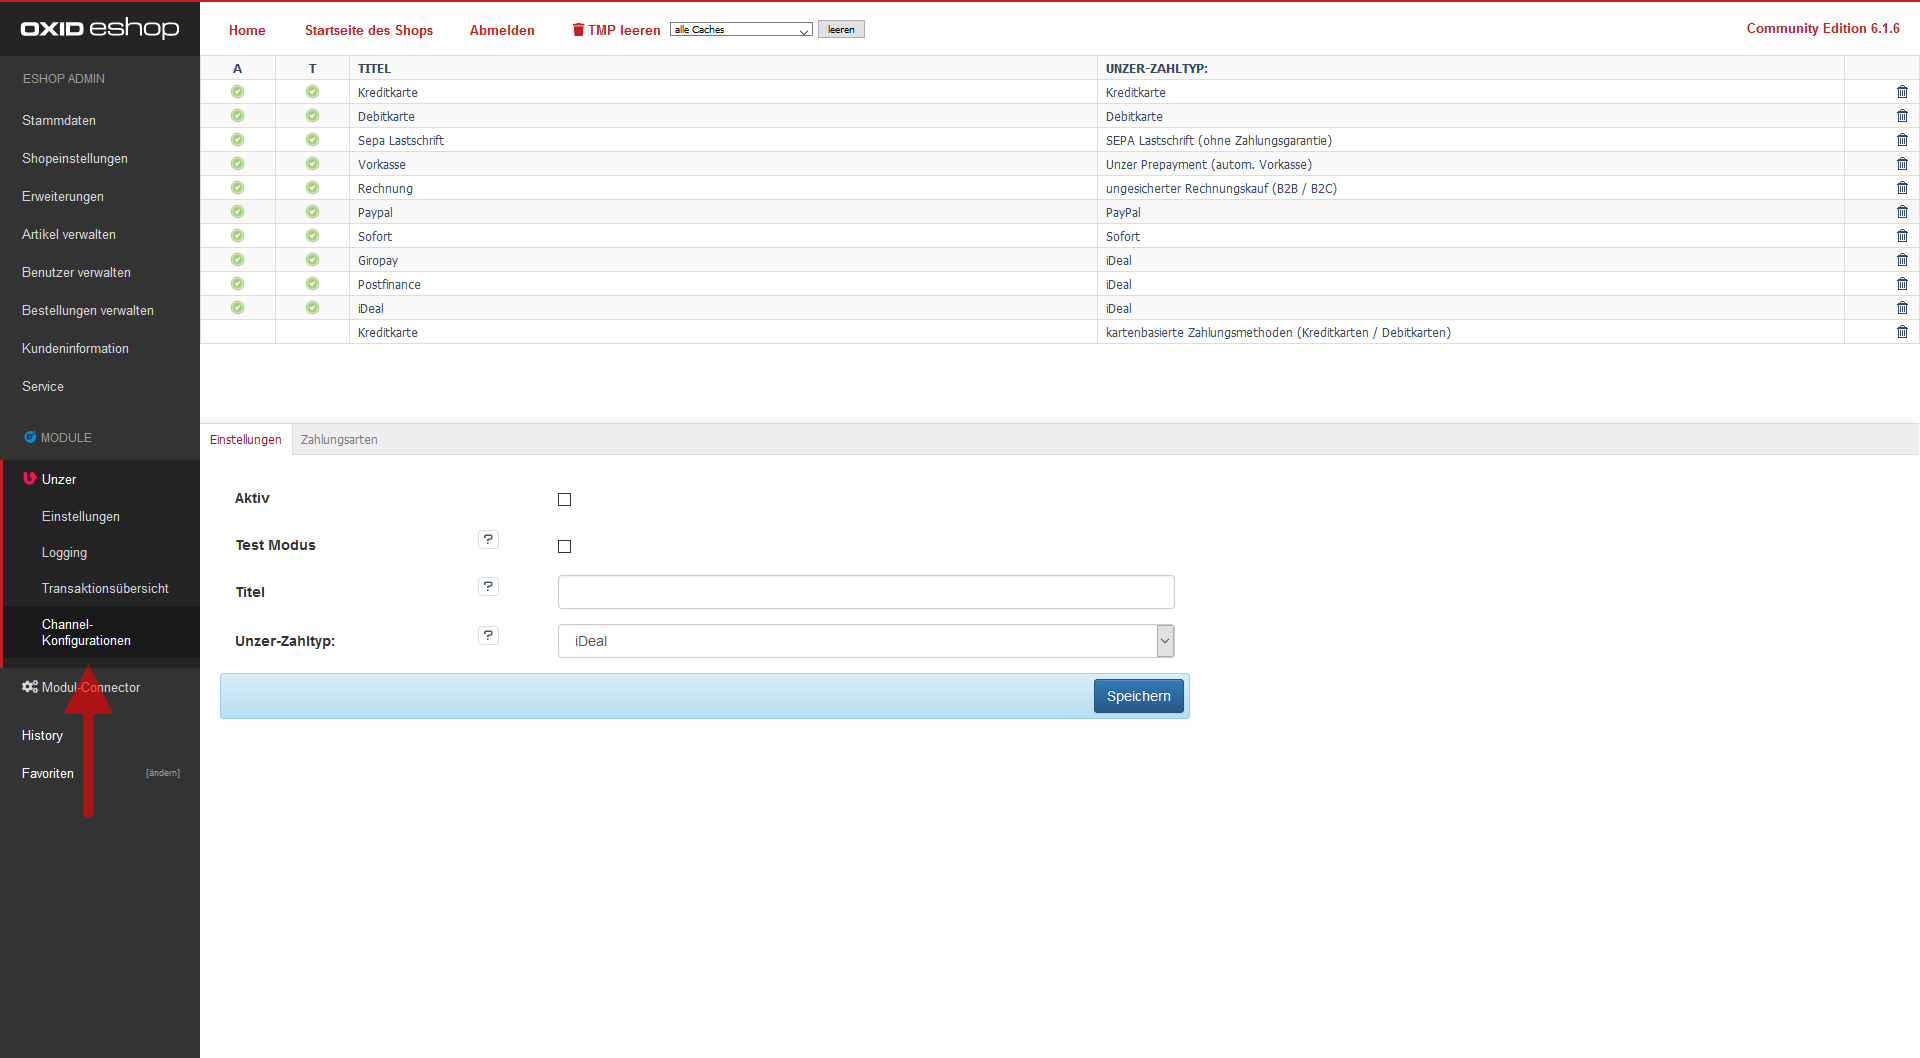 OXID eshop
Home
Startseite des Shops
Abmelden
TMP leeren
alle Caches
leeren
Community Edition 6.1.6
ESHOP ADMIN
Stammdaten
Shopeinstellungen
Erweiterungen
Artikel verwalten
Benutzer verwalten
Bestellungen verwalten
Kundeninformation
Service
MODULE
Unzer
Einstellungen
Logging
Transaktionsübersicht
Channel-
Konfigurationen
Modul-Connector
History
Favoriten [ändern]
A T TITEL UNZER-ZAHLTYP:
Kreditkarte Kreditkarte
Debitkarte Debitkarte
Sepa Lastschrift SEPA Lastschrift (ohne Zahlungsgarantie)
Vorkasse Unzer Prepayment (autom. Vorkasse)
Rechnung ungesicherter Rechnungskauf (B2B / B2C)
Paypal PayPal
Sofort Sofort
Giropay iDeal
Postfinance iDeal
iDeal iDeal
Kreditkarte kartenbasierte Zahlungsmethoden (Kreditkarten / Debitkarten)
Einstellungen Zahlungsarten
Aktiv
Test Modus ?
Titel ?
Unzer-Zahltyp: ? iDeal
Speichern